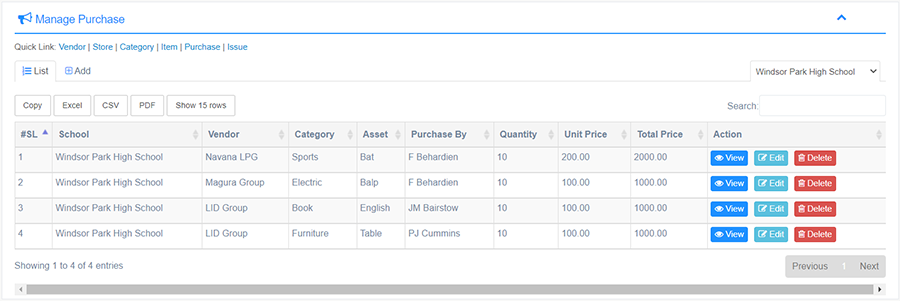 Manage Purchase
Quick Link: Vendor | Store | Category | Item | Purchase | Issue
List Add Windsor Park High School
Copy Excel CSV PDF Show 15 rows Search:
#SL School Vendor Category Asset Purchase By Quantity Unit Price Total Price Action
1 Windsor Park High School Navana LPG Sports Bat F Behardien 10 200.00 2000.00 View Edit Delete
2 Windsor Park High School Magura Group Electric Balp F Behardien 10 100.00 1000.00 View Edit Delete
3 Windsor Park High School LID Group Book English JM Bairstow 10 100.00 1000.00 View Edit Delete
4 Windsor Park High School LID Group Furniture Table PJ Cummins 10 100.00 1000.00 View Edit Delete
Showing 1 to 4 of 4 entries Previous 1 Next